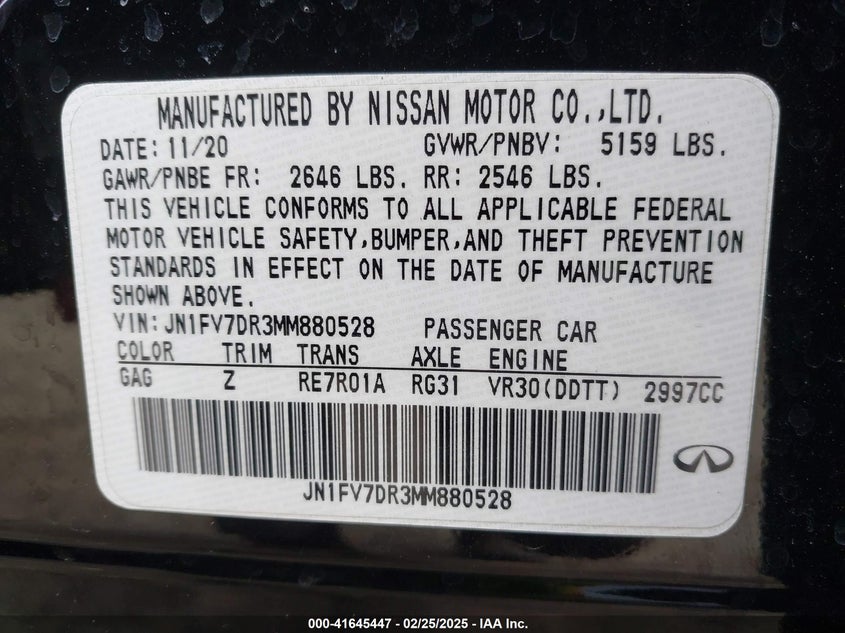 MANUFACTURED BY NISSAN MOTOR CO.,LTD.
DATE: 11/20 GVWR/PNBV: 5159 LBS.
GAWR/PNBE FR: 2646 LBS. RR: 2546 LBS.
THIS VEHICLE CONFORMS TO ALL APPLICABLE FEDERAL
MOTOR VEHICLE SAFETY,BUMPER,AND THEFT PREVENTION
STANDARDS IN EFFECT ON THE DATE OF MANUFACTURE
SHOWN ABOVE.
VIN: JN1FV7DR3MM880528 PASSENGER CAR
COLOR TRIM TRANS AXLE ENGINE
GAG Z RE7R01A RG31 VR30(DDTT) 2997CC
JN1FV7DR3MM880528
000-41645447 - 02/25/2025 - IAA Inc.